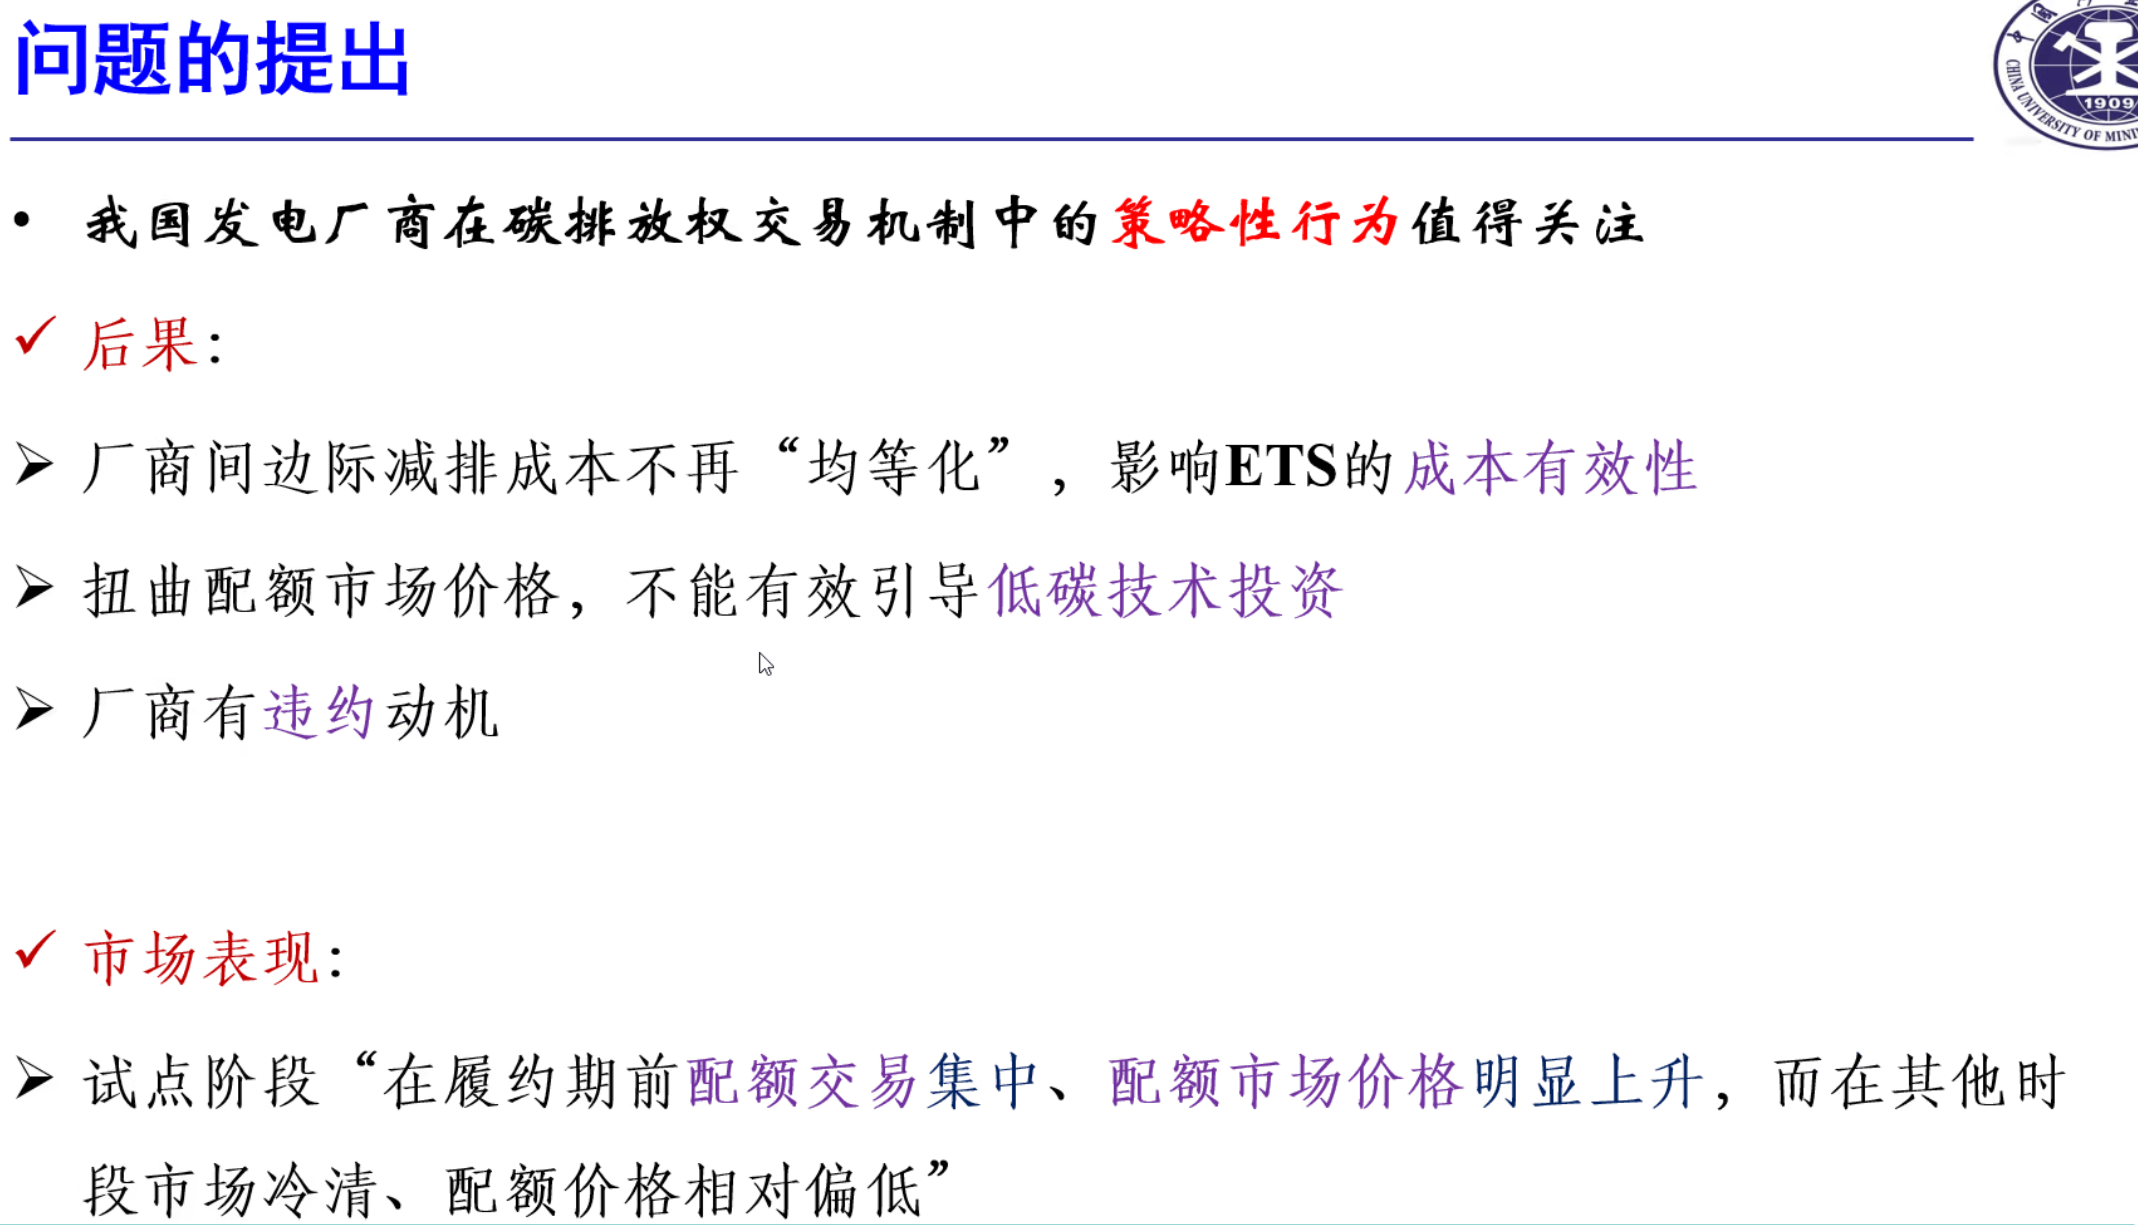 问题的提出
1909
CHINA UNIVERSITY OF MINI
• 我国发电厂商在碳排放权交易机制中的策略性行为值得关注
✓ 后果：
➢ 厂商间边际减排成本不再“均等化”，影响ETS的成本有效性
➢ 扭曲配额市场价格，不能有效引导低碳技术投资
➢ 厂商有违约动机
✓ 市场表现：
➢ 试点阶段“在履约期前配额交易集中、配额市场价格明显上升，而在其他时
段市场冷清、配额价格相对偏低”